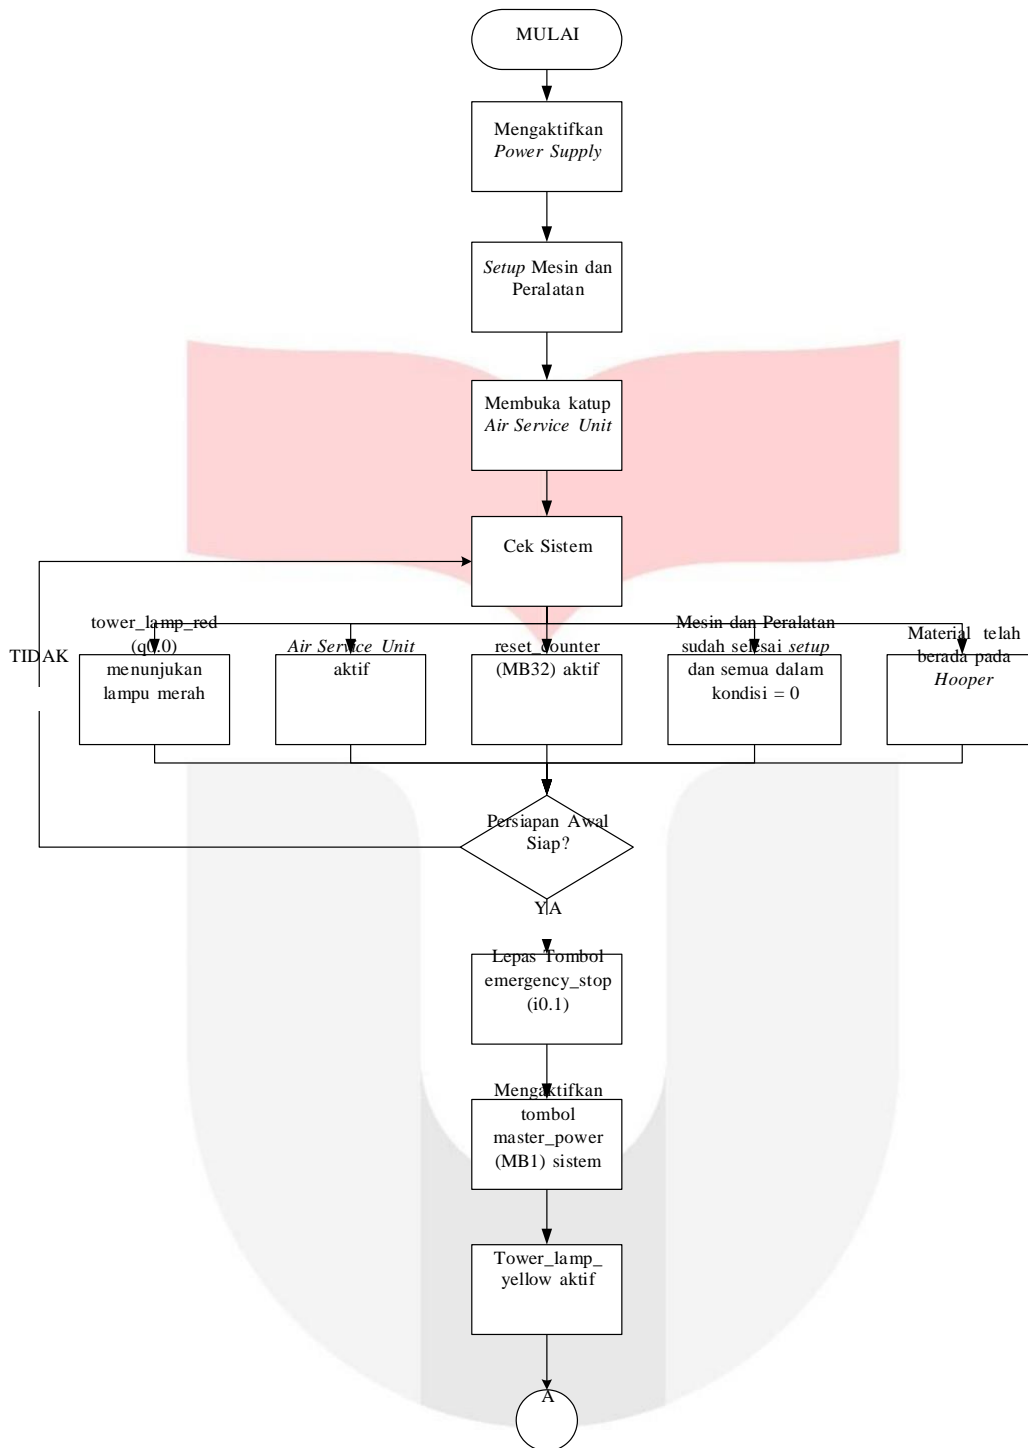 MULAI
Mengaktifkan
Power Supply
Setup Mesin dan
Peralatan
Membuka katup
Air Service Unit
Cek Sistem
TIDAK
tower_lamp_red
(q0.0)
menunjukan
lampu merah
Air Service Unit
aktif
reset_counter
(MB32) aktif
Mesin dan Peralatan
sudah selesai setup
dan semua dalam
kondisi = 0
Material telah
berada pada
Hooper
Persiapan Awal
Siap?
YA
Lepas Tombol
emergency_stop
(i0.1)
Mengaktifkan
tombol
master_power
(MB1) sistem
Tower_lamp_
yellow aktif
A